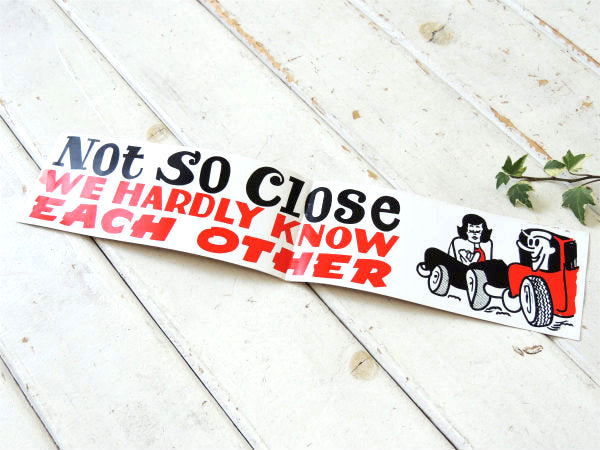 Not So Close
WE HARDLY KNOW
EACH OTHER